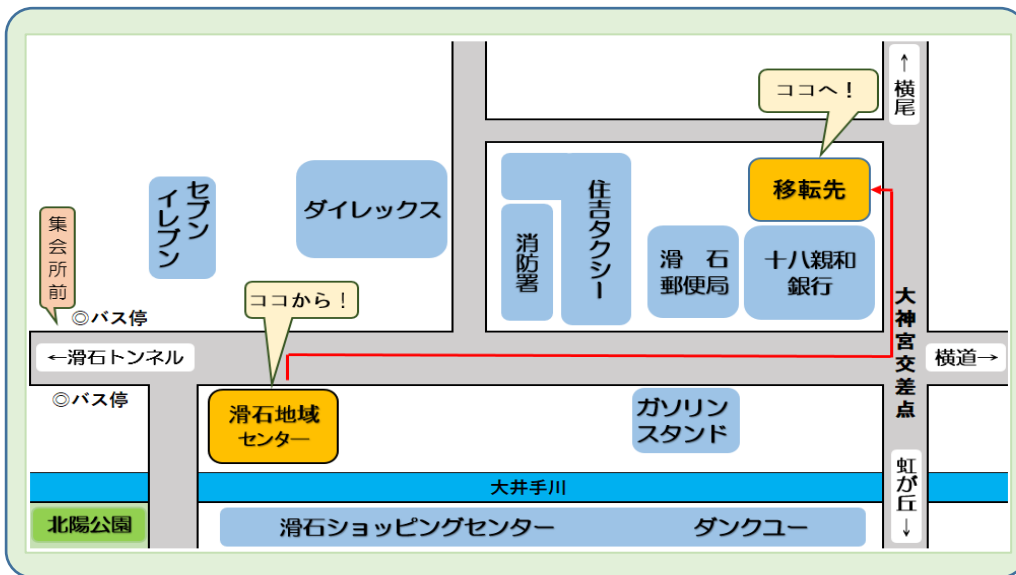 ↑
横尾
ココへ！
移転先
セブン
イレブン
ダイレックス
住吉タクシー
消防署
滑　石
郵便局
十八親和
銀行
集会所前
◎バス停
ココから！
大神宮交差点
←滑石トンネル
横道→
◎バス停
滑石地域
センター
ガソリン
スタンド
虹が丘
↓
大井手川
北陽公園
滑石ショッピングセンター
ダンクユー